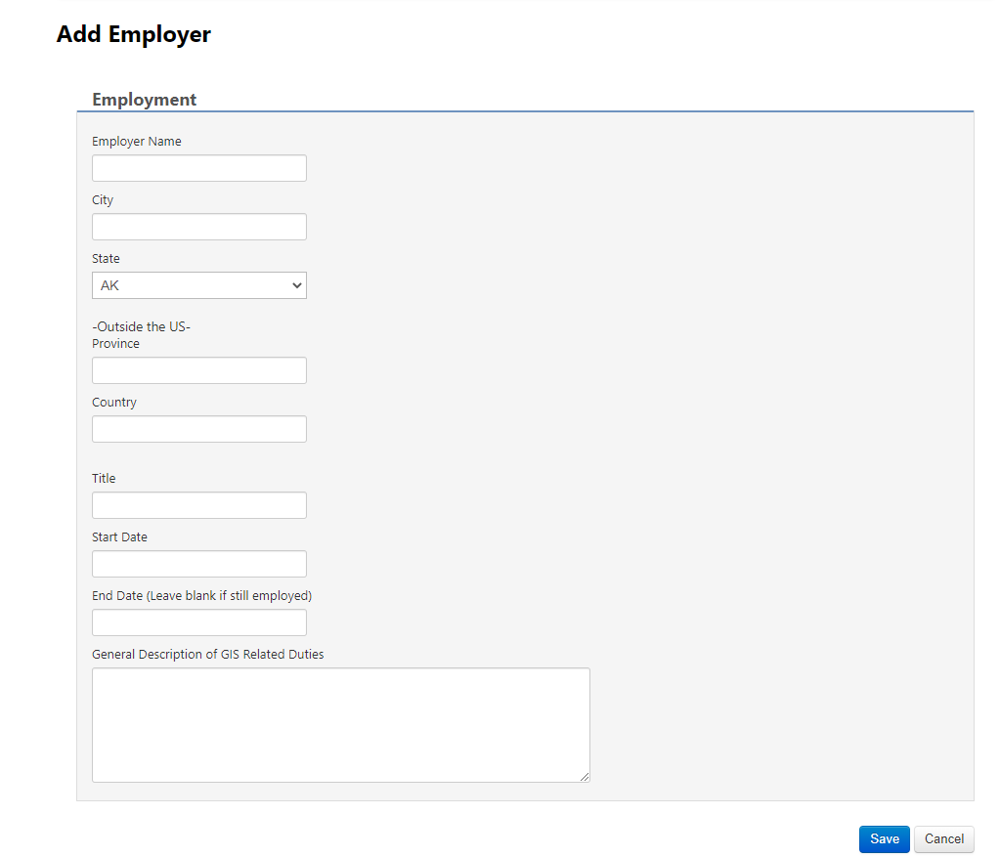 Add Employer
Employment
Employer Name
City
State
AK
-Outside the US-
Province
Country
Title
Start Date
End Date (Leave blank if still employed)
General Description of GIS Related Duties
Save Cancel